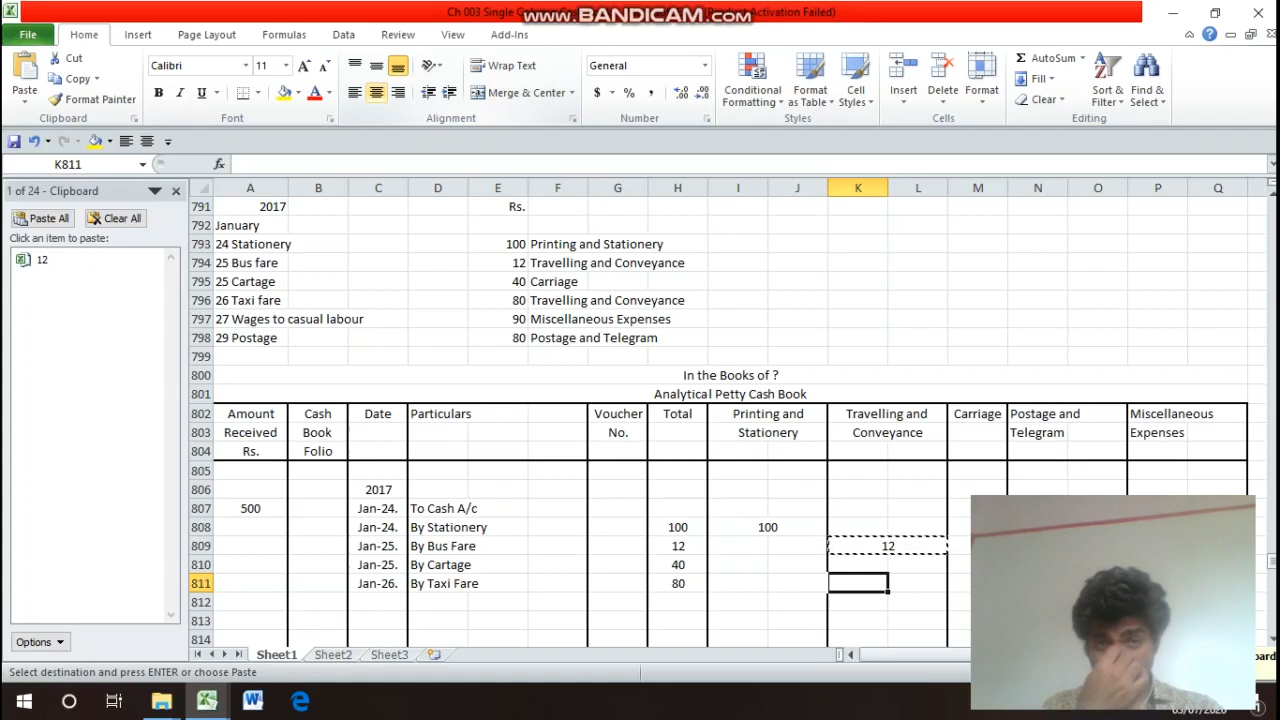 Ch 003 Single Co
www.BANDICAM.com
Product Activation Failed)
File Home Insert Page Layout Formulas Data Review View Add-Ins
Cut
Copy
Format Painter
Paste
Clipboard
Calibri 11
B I U
Font
Wrap Text
Merge & Center
Alignment
General
$ % ,
Number
Conditional Formatting
Format as Table
Cell Styles
Styles
Insert Delete Format
Cells
Σ AutoSum
Fill
Clear
Sort & Filter
Find & Select
Editing
K811 fx
1 of 24 - Clipboard
Paste All Clear All
Click an item to paste:
12
Options
A B C D E F G H I J K L M N O P Q
791 2017 Rs.
792 January
793 24 Stationery 100 Printing and Stationery
794 25 Bus fare 12 Travelling and Conveyance
795 25 Cartage 40 Carriage
796 26 Taxi fare 80 Travelling and Conveyance
797 27 Wages to casual labour 90 Miscellaneous Expenses
798 29 Postage 80 Postage and Telegram
799
800 In the Books of ?
801 Analytical Petty Cash Book
802 Amount Cash Date Particulars Voucher Total Printing and Travelling and Carriage Postage and Miscellaneous
803 Received Book No. Stationery Conveyance Telegram Expenses
804 Rs. Folio
805
806 2017
807 500 Jan-24. To Cash A/c
808 Jan-24. By Stationery 100 100
809 Jan-25. By Bus Fare 12 12
810 Jan-25. By Cartage 40
811 Jan-26. By Taxi Fare 80
812
813
814
Sheet1 Sheet2 Sheet3
Select destination and press ENTER or choose Paste